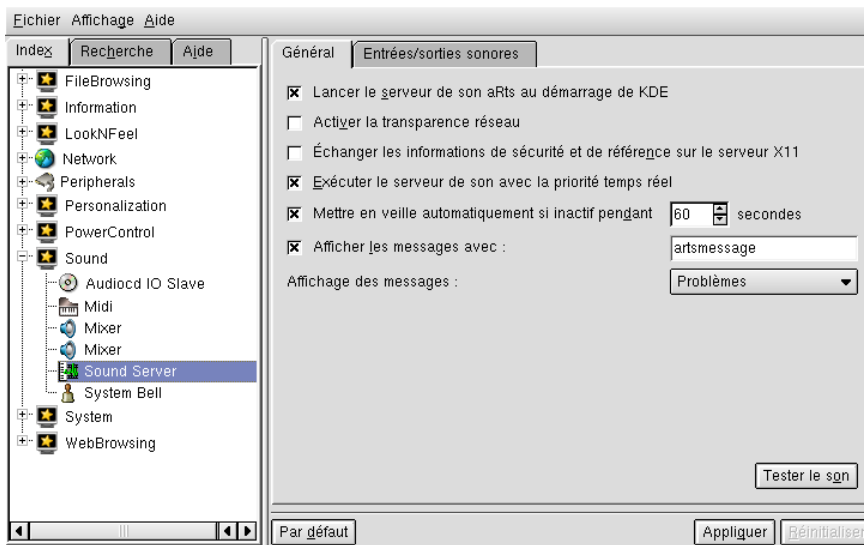 Fichier Affichage Aide
Index Recherche Aide
FileBrowsing
Information
LookNFeel
Network
Peripherals
Personalization
PowerControl
Sound
Audiocd IO Slave
Midi
Mixer
Mixer
Sound Server
System Bell
System
WebBrowsing
Général Entrées/sorties sonores
Lancer le serveur de son aRts au démarrage de KDE
Activer la transparence réseau
Échanger les informations de sécurité et de référence sur le serveur X11
Exécuter le serveur de son avec la priorité temps réel
Mettre en veille automatiquement si inactif pendant 60 secondes
Afficher les messages avec : artsmessage
Affichage des messages : Problèmes
Tester le son
Par défaut Appliquer Réinitialiser